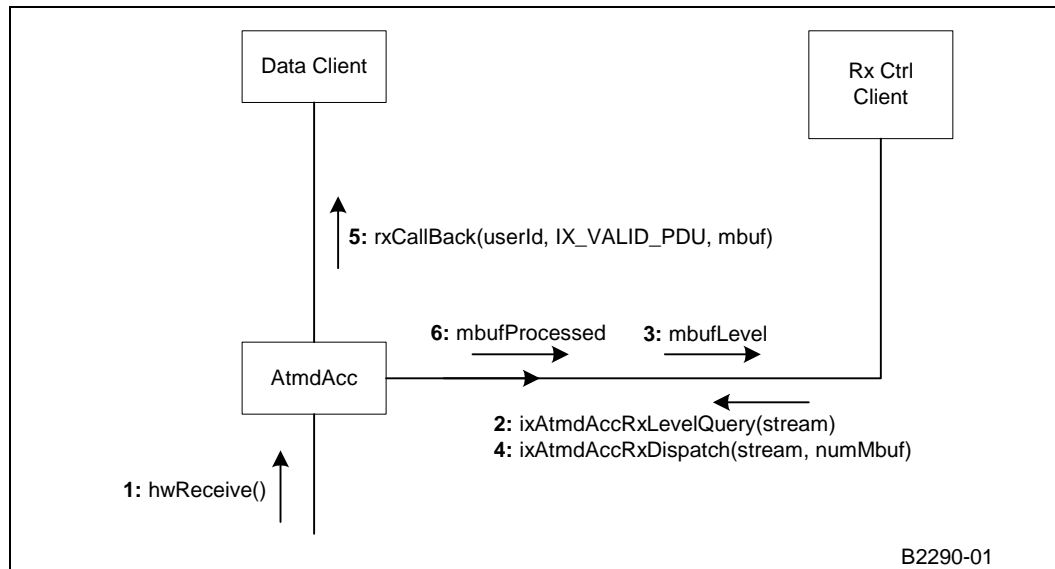 Data Client
Rx Ctrl
Client
5: rxCallBack(userId, IX_VALID_PDU, mbuf)
6: mbufProcessed
3: mbufLevel
AtmdAcc
2: ixAtmdAccRxLevelQuery(stream)
4: ixAtmdAccRxDispatch(stream, numMbuf)
1: hwReceive()
B2290-01